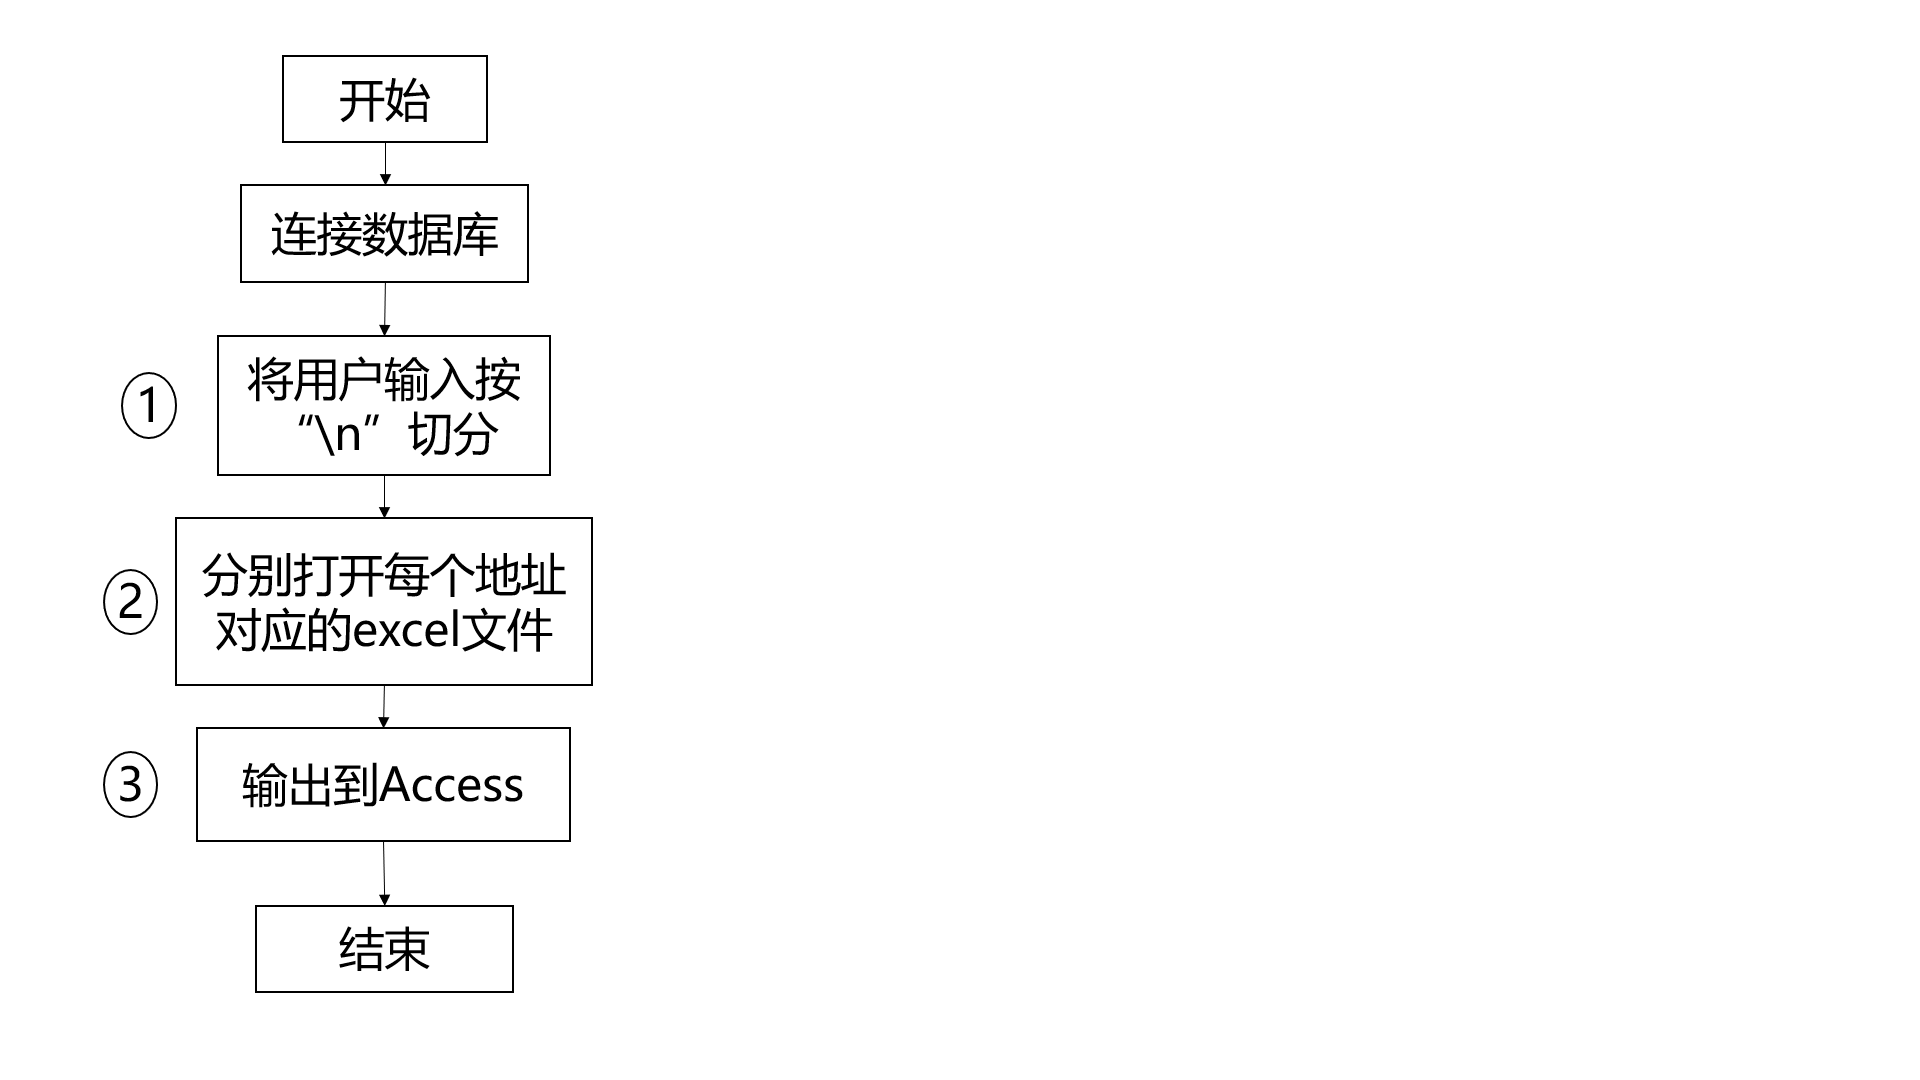 开始
连接数据库
①
将用户输入按
“\n”切分
②
分别打开每个地址
对应的excel文件
③
输出到Access
结束